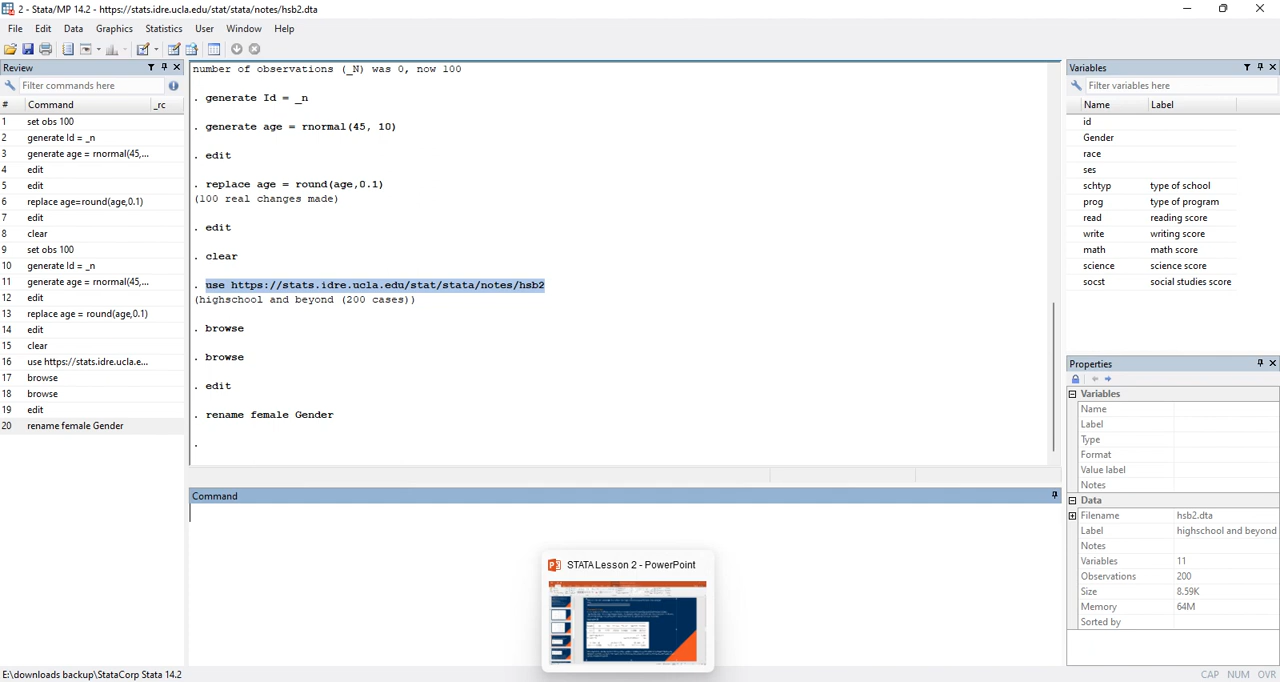 2 - Stata/MP 14.2 - https://stats.idre.ucla.edu/stat/stata/notes/hsb2.dta
File Edit Data Graphics Statistics User Window Help
Review
Filter commands here
# Command _rc
1 set obs 100
2 generate Id = _n
3 generate age = rnormal(45,...
4 edit
5 edit
6 replace age=round(age,0.1)
7 edit
8 clear
9 set obs 100
10 generate Id = _n
11 generate age = rnormal(45,...
12 edit
13 replace age = round(age,0.1)
14 edit
15 clear
16 use https://stats.idre.ucla.e...
17 browse
18 browse
19 edit
20 rename female Gender
number of observations (_N) was 0, now 100
. generate Id = _n
. generate age = rnormal(45, 10)
. edit
. replace age = round(age,0.1)
(100 real changes made)
. edit
. clear
. use https://stats.idre.ucla.edu/stat/stata/notes/hsb2
(highschool and beyond (200 cases))
. browse
. browse
. edit
. rename female Gender
.
Command
STATA Lesson 2 - PowerPoint
Variables
Filter variables here
Name Label
id
Gender
race
ses
schtyp type of school
prog type of program
read reading score
write writing score
math math score
science science score
socst social studies score
Properties
Variables
Name
Label
Type
Format
Value label
Notes
Data
Filename hsb2.dta
Label highschool and beyond
Notes
Variables 11
Observations 200
Size 8.59K
Memory 64M
Sorted by
E:\downloads backup\StataCorp Stata 14.2
CAP NUM OVR